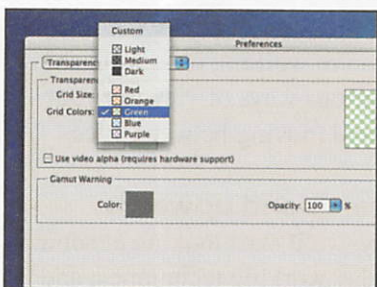 Custom
Preferences
Light
Medium
Dark
Transparenc
Transparen
Red
Grid Size:
Orange
Grid Colors: ✓ Green
Blue
Purple
Use video alpha (requires hardware support)
Gamut Warning
Color:
Opacity: 100 %